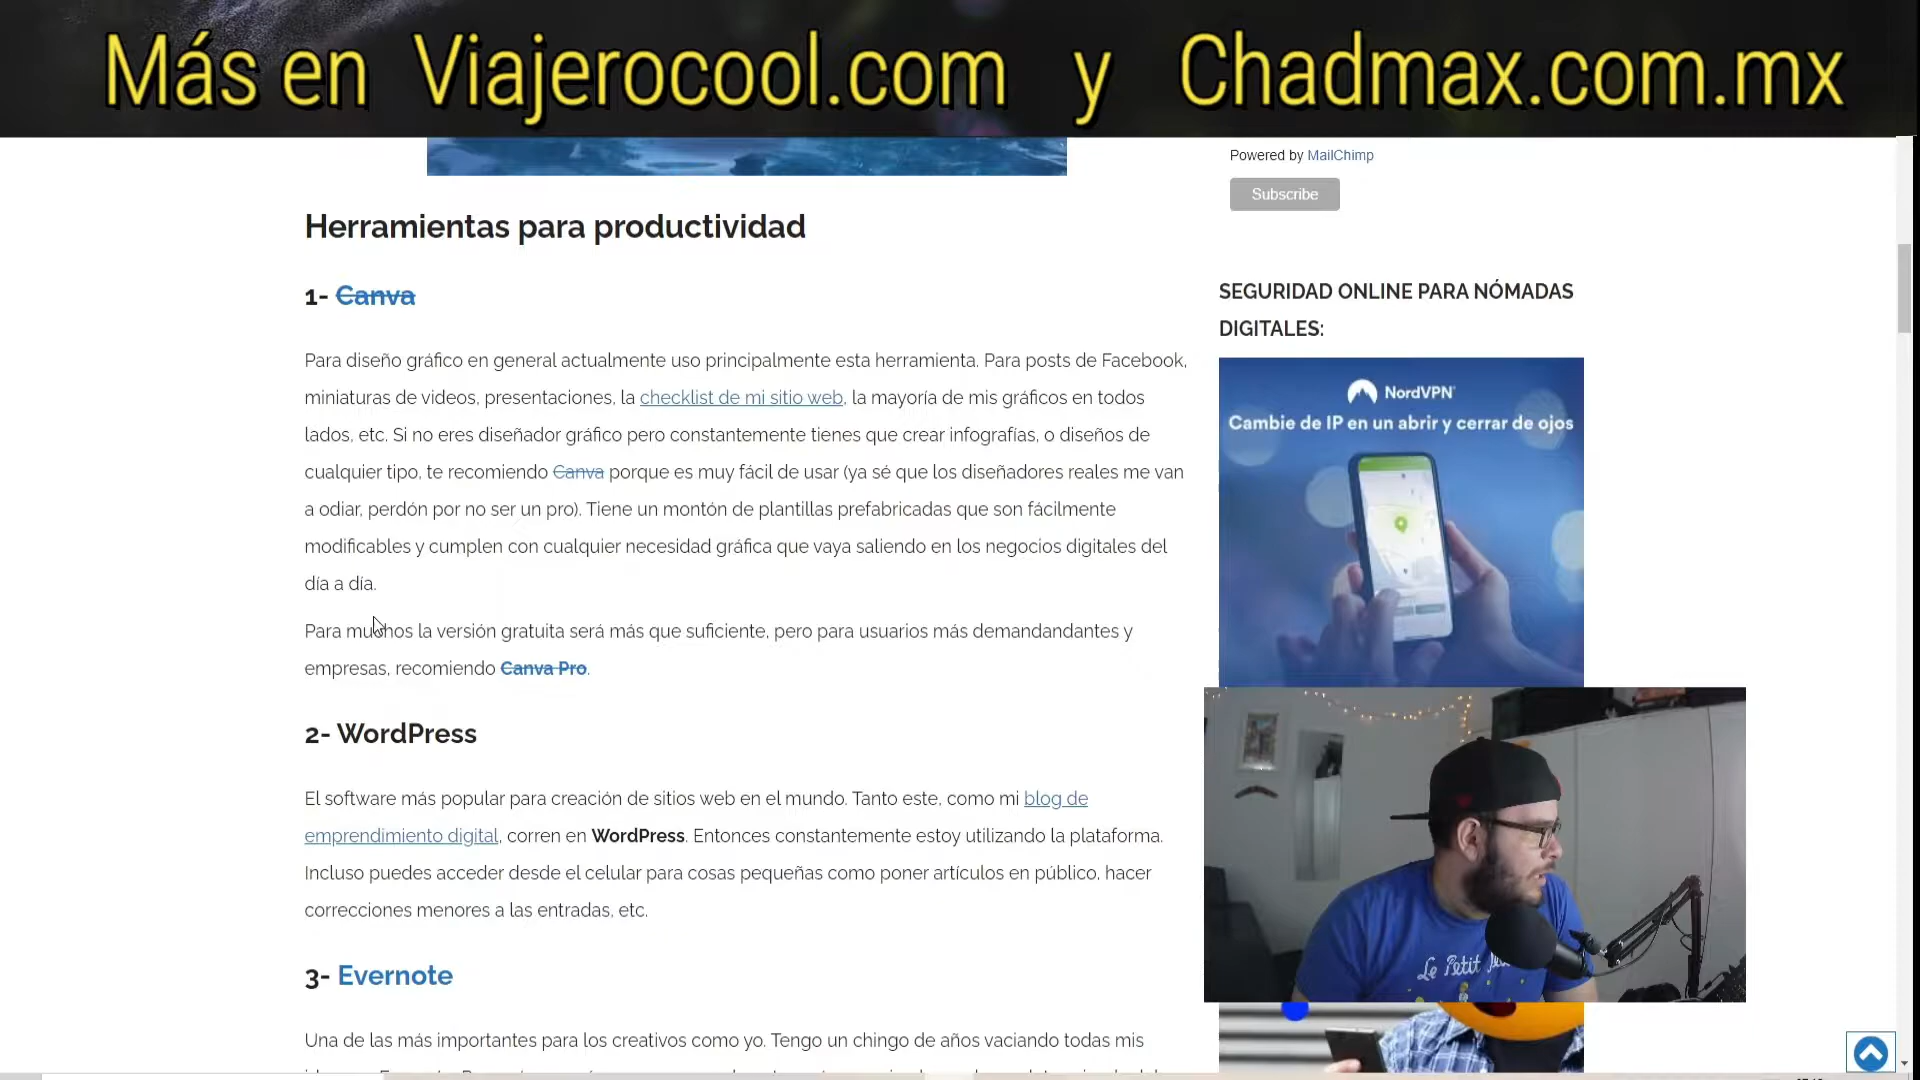 Más en Viajerocool.com y Chadmax.com.mx
Powered by MailChimp
Subscribe
Herramientas para productividad
1- Canva
Para diseño gráfico en general actualmente uso principalmente esta herramienta. Para posts de Facebook,
miniaturas de videos, presentaciones, la checklist de mi sitio web, la mayoría de mis gráficos en todos
lados, etc. Si no eres diseñador gráfico pero constantemente tienes que crear infografías, o diseños de
cualquier tipo, te recomiendo Canva porque es muy fácil de usar (ya sé que los diseñadores reales me van
a odiar, perdón por no ser un pro). Tiene un montón de plantillas prefabricadas que son fácilmente
modificables y cumplen con cualquier necesidad gráfica que vaya saliendo en los negocios digitales del
día a día.
Para muchos la versión gratuita será más que suficiente, pero para usuarios más demandandantes y
empresas, recomiendo Canva Pro.
2- WordPress
El software más popular para creación de sitios web en el mundo. Tanto este, como mi blog de
emprendimiento digital, corren en WordPress. Entonces constantemente estoy utilizando la plataforma.
Incluso puedes acceder desde el celular para cosas pequeñas como poner artículos en público, hacer
correcciones menores a las entradas, etc.
3- Evernote
Una de las más importantes para los creativos como yo. Tengo un chingo de años vaciando todas mis
SEGURIDAD ONLINE PARA NÓMADAS
DIGITALES:
NordVPN
Cambie de IP en un abrir y cerrar de ojos
Le Petit